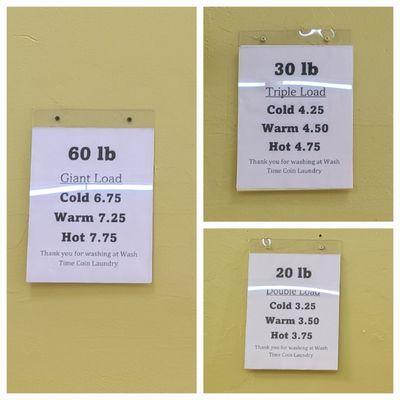 60 lb
Giant Load
Cold 6.75
Warm 7.25
Hot 7.75
Thank you for washing at Wash
Time Coin Laundry
30 lb
Triple Load
Cold 4.25
Warm 4.50
Hot 4.75
Thank you for washing at Wash
Time Coin Laundry
20 lb
Double Load
Cold 3.25
Warm 3.50
Hot 3.75
Thank you for washing at Wash
Time Coin Laundry